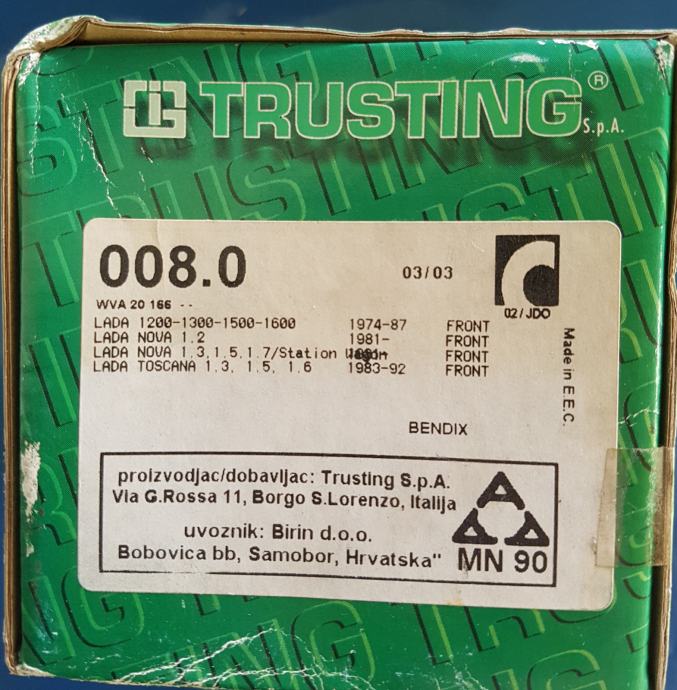 TRUSTING®
S.p.A.
008.0
03/03
WVA 20 166 --
02/JDO
LADA 1200-1300-1500-1600 1974-87 FRONT
LADA NOVA 1.2 1981- FRONT
LADA NOVA 1.3,1.5,1.7/Station FRONT
LADA TOSCANA 1.3, 1.5, 1.6 1983-92 FRONT
Made in E.E.C.
BENDIX
proizvodjac/dobavljac: Trusting S.p.A.
Via G.Rossa 11, Borgo S.Lorenzo, Italija
uvoznik: Birin d.o.o.
Bobovica bb, Samobor, Hrvatska"
MN 90